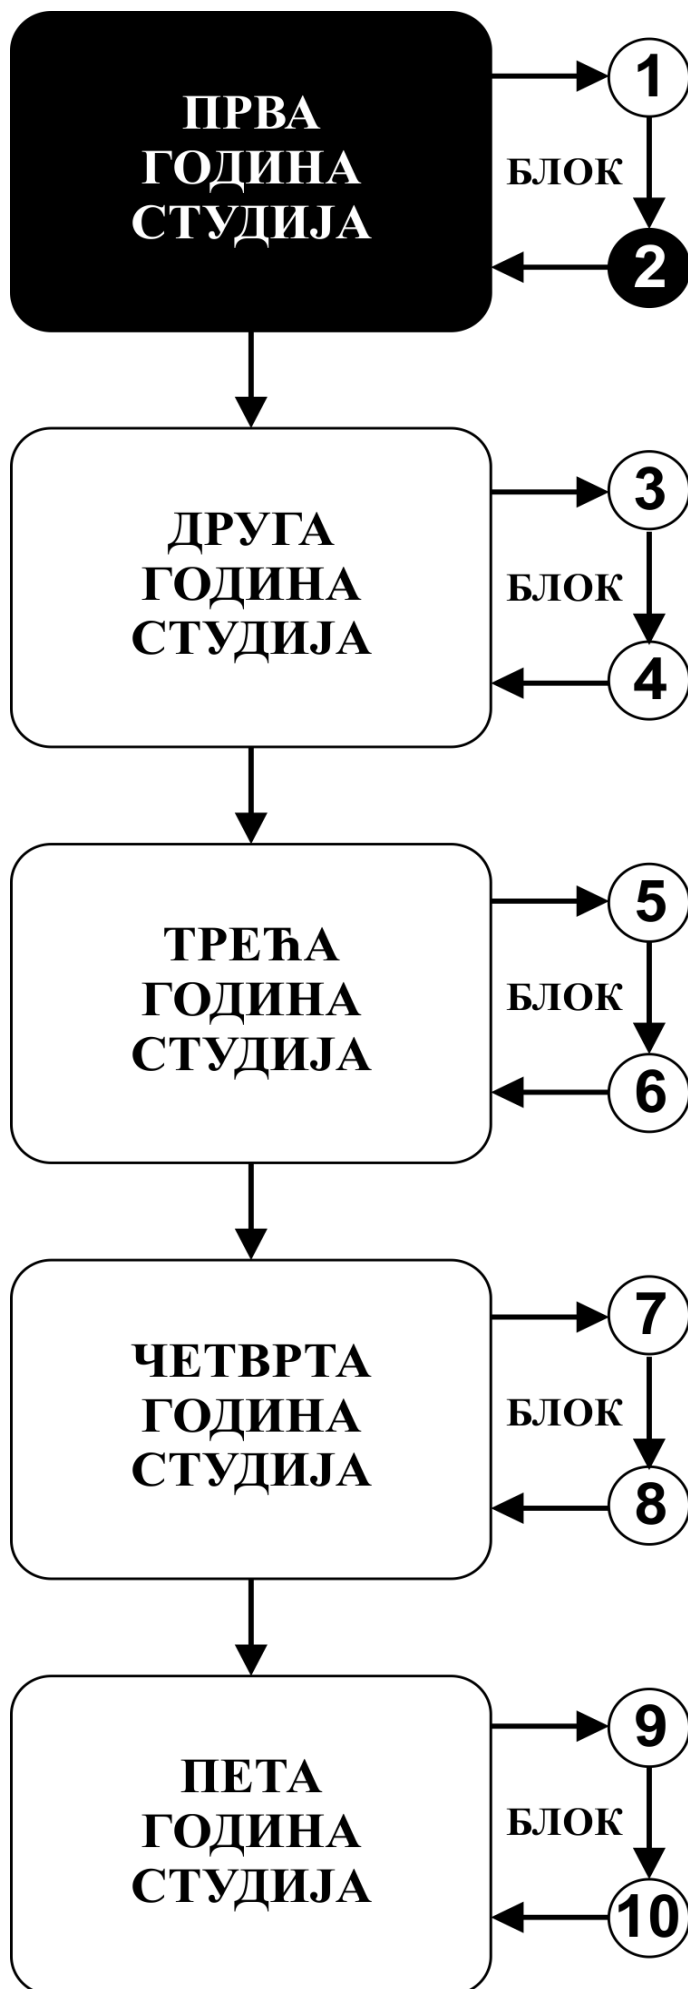 ПРВА
ГОДИНА
СТУДИЈА
1
БЛОК
2
ДРУГА
ГОДИНА
СТУДИЈА
3
БЛОК
4
ТРЕЋА
ГОДИНА
СТУДИЈА
5
БЛОК
6
ЧЕТВРТА
ГОДИНА
СТУДИЈА
7
БЛОК
8
ПЕТА
ГОДИНА
СТУДИЈА
9
БЛОК
10